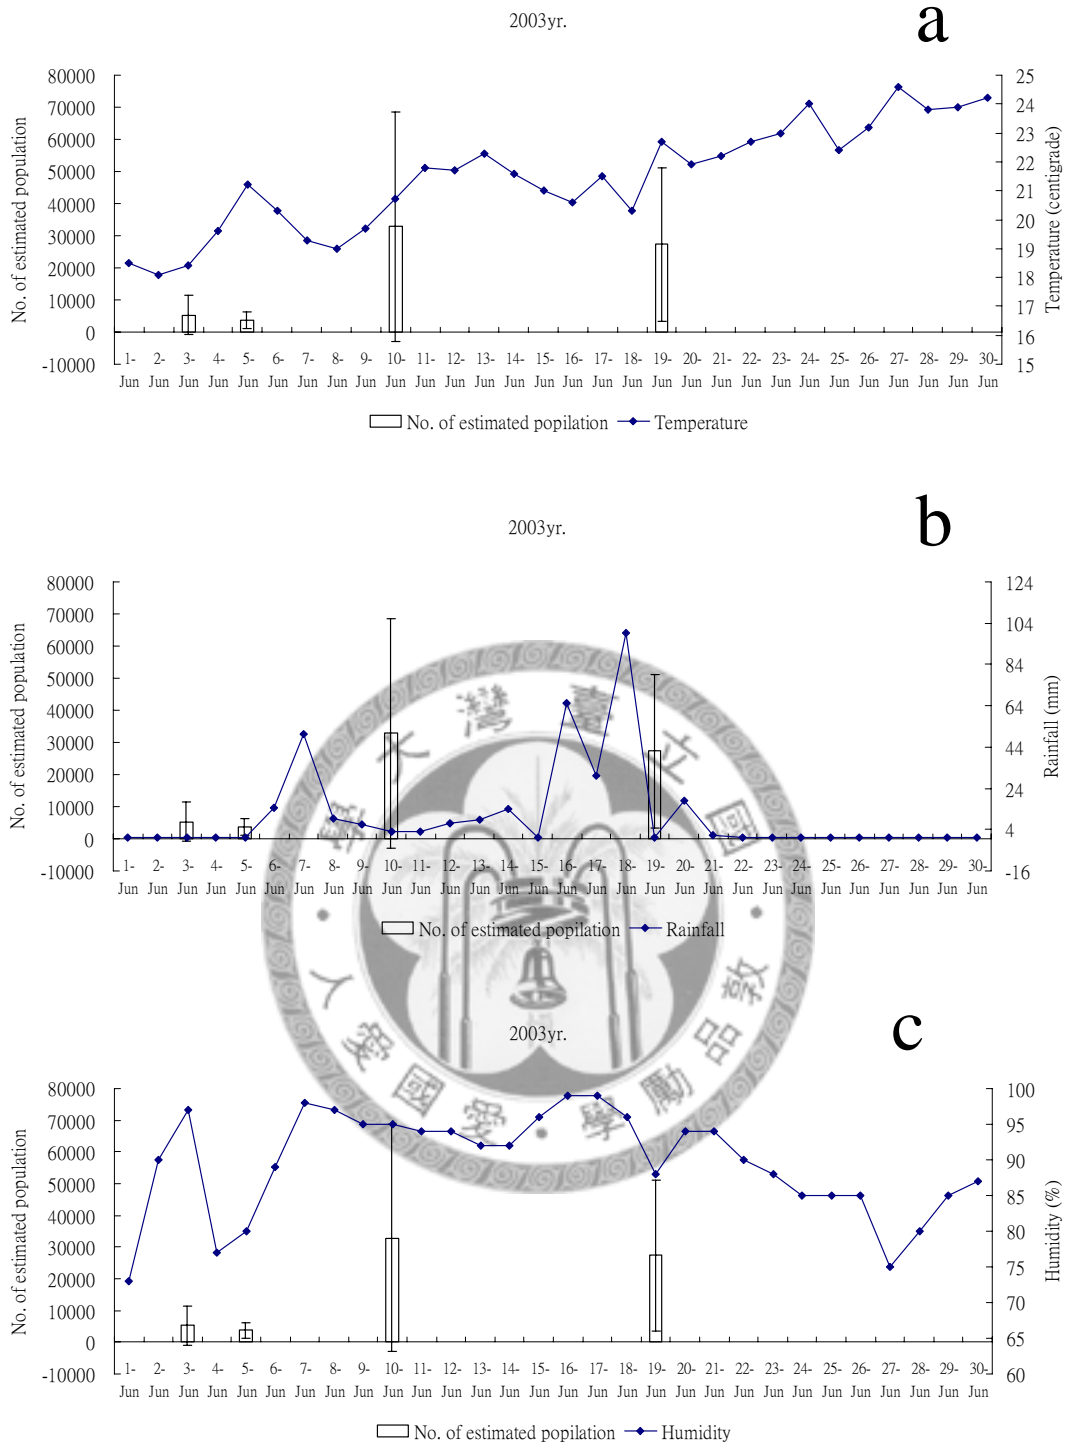 2003yr.
a
No. of estimated population
80000
70000
60000
50000
40000
30000
20000
10000
0
-10000
25
24
23
22
21
20
19
18
17
16
15
Temperature (centigrade)
1- 2- 3- 4- 5- 6- 7- 8- 9- 10- 11- 12- 13- 14- 15- 16- 17- 18- 19- 20- 21- 22- 23- 24- 25- 26- 27- 28- 29- 30-
Jun Jun Jun Jun Jun Jun Jun Jun Jun Jun Jun Jun Jun Jun Jun Jun Jun Jun Jun Jun Jun Jun Jun Jun Jun Jun Jun Jun Jun Jun
No. of estimated popilation Temperature
2003yr.
b
No. of estimated population
80000
70000
60000
50000
40000
30000
20000
10000
0
-10000
124
104
84
64
44
24
4
-16
Rainfall (mm)
1- 2- 3- 4- 5- 6- 7- 8- 9- 10- 11- 12- 13- 14- 15- 16- 17- 18- 19- 20- 21- 22- 23- 24- 25- 26- 27- 28- 29- 30-
Jun Jun Jun Jun Jun Jun Jun Jun Jun Jun Jun Jun Jun Jun Jun Jun Jun Jun Jun Jun Jun Jun Jun Jun Jun Jun Jun Jun Jun Jun
No. of estimated popilation Rainfall
國立臺灣大學
敦品勵學・愛國愛人
2003yr.
c
No. of estimated population
80000
70000
60000
50000
40000
30000
20000
10000
0
-10000
100
95
90
85
80
75
70
65
60
Humidity (%)
1- 2- 3- 4- 5- 6- 7- 8- 9- 10- 11- 12- 13- 14- 15- 16- 17- 18- 19- 20- 21- 22- 23- 24- 25- 26- 27- 28- 29- 30-
Jun Jun Jun Jun Jun Jun Jun Jun Jun Jun Jun Jun Jun Jun Jun Jun Jun Jun Jun Jun Jun Jun Jun Jun Jun Jun Jun Jun Jun Jun
No. of estimated popilation Humidity